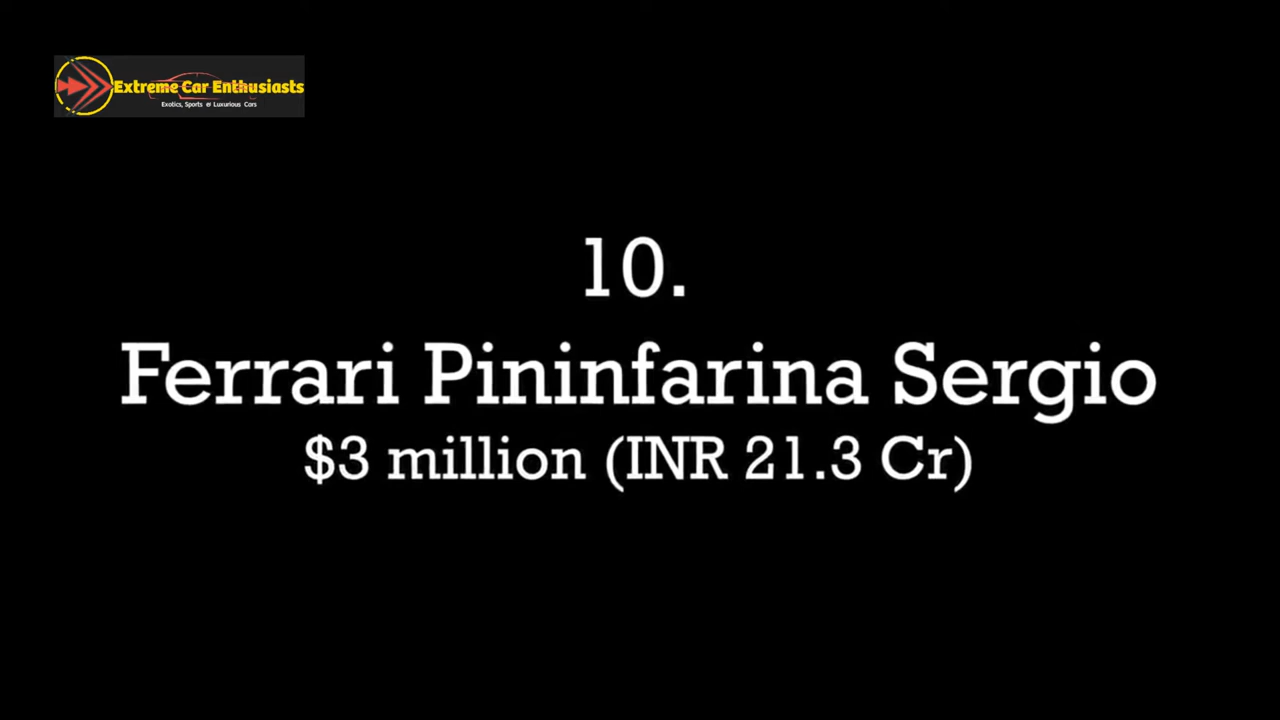 Extreme Car Enthusiasts
Exotics, Sports & Luxurious Cars
10.
Ferrari Pininfarina Sergio
$3 million (INR 21.3 Cr)